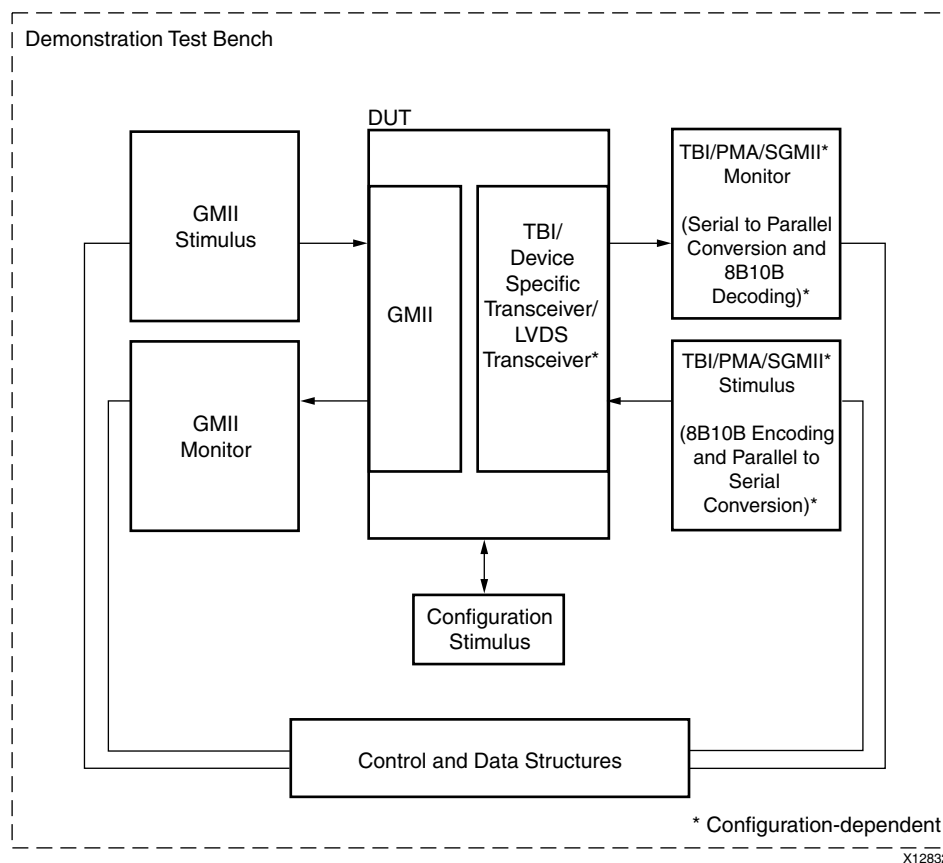 Demonstration Test Bench
DUT
GMII
Stimulus
GMII
TBI/
Device
Specific
Transceiver/
LVDS
Transceiver*
TBI/PMA/SGMII*
Monitor
(Serial to Parallel
Conversion and
8B10B
Decoding)*
GMII
Monitor
TBI/PMA/SGMII*
Stimulus
(8B10B Encoding
and Parallel to
Serial
Conversion)*
Configuration
Stimulus
Control and Data Structures
* Configuration-dependent